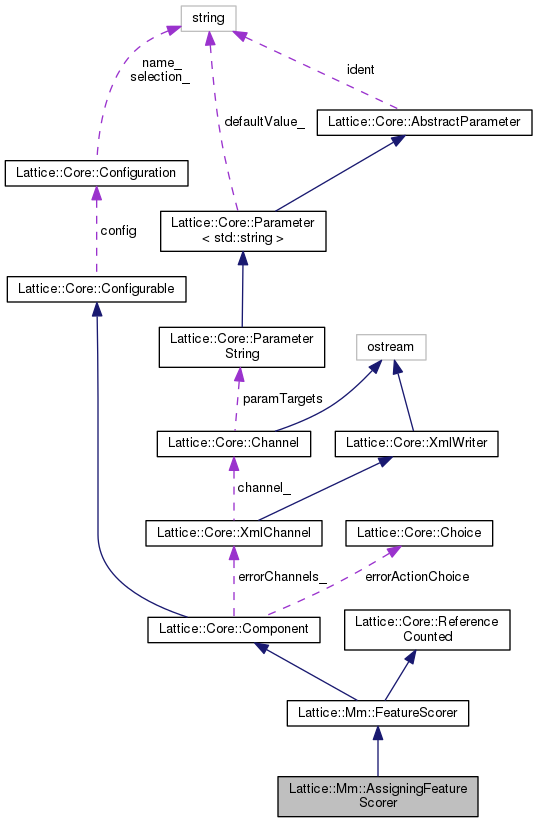 string
name_
selection_
ident
defaultValue_
Lattice::Core::AbstractParameter
Lattice::Core::Configuration
config
Lattice::Core::Parameter
< std::string >
Lattice::Core::Configurable
Lattice::Core::Parameter
String
ostream
paramTargets
Lattice::Core::Channel
Lattice::Core::XmlWriter
channel_
Lattice::Core::XmlChannel
Lattice::Core::Choice
errorChannels_
errorActionChoice
Lattice::Core::Component
Lattice::Core::Reference
Counted
Lattice::Mm::FeatureScorer
Lattice::Mm::AssigningFeature
Scorer